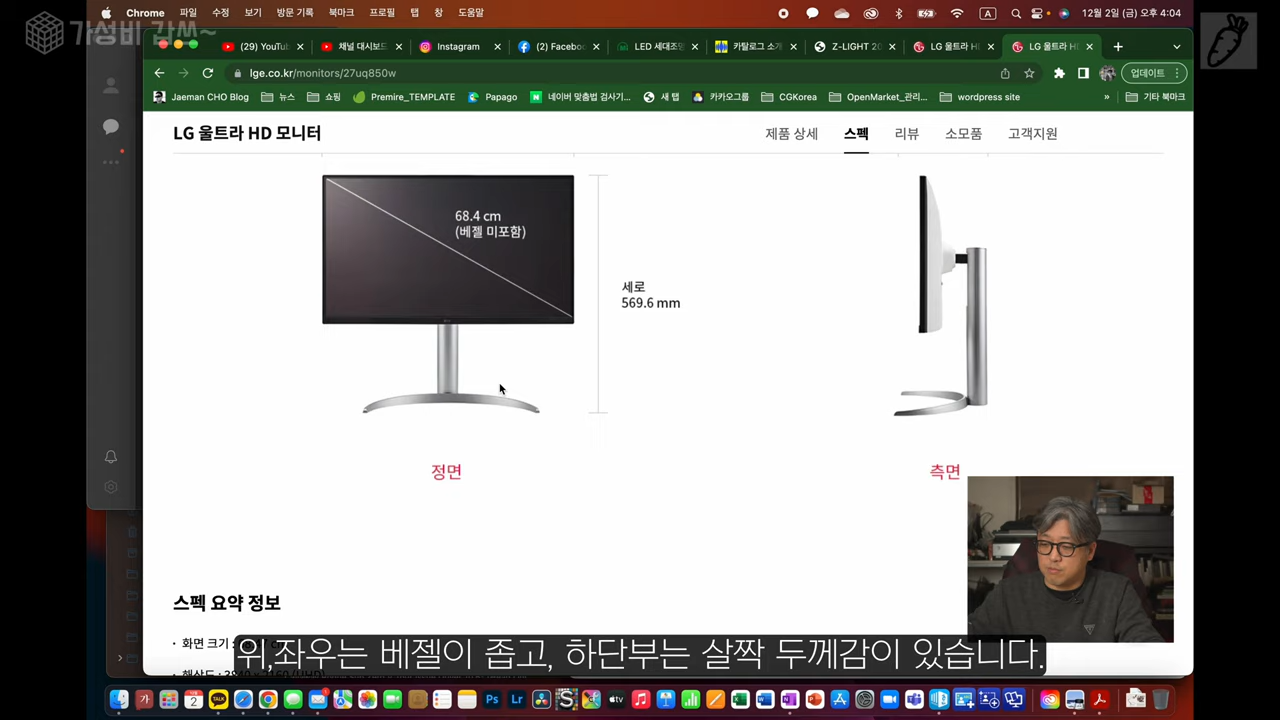 가성비 갑쓰~
Chrome 파일 수정 보기 방문 기록 북마크 프로필 탭 창 도움말
A 12월 2일 (금) 오후 4:04
(29) YouTu
채널 대시보드
Instagram
(2) Faceboo
LED 세대조명
카탈로그 소개
Z-LIGHT 20
LG 울트라 H
LG 울트라 H
lge.co.kr/monitors/27uq850w
업데이트
Jaeman CHO Blog
뉴스
쇼핑
Premire_TEMPLATE
Papago
네이버 맞춤법 검사기...
새 탭
카카오그룹
CGKorea
OpenMarket_관리...
wordpress site
»
기타 북마크
LG 울트라 HD 모니터
제품 상세 스펙 리뷰 소모품 고객지원
68.4 cm
(베젤 미포함)
세로
569.6 mm
정면
측면
스펙 요약 정보
위,좌우는 베젤이 좁고, 하단부는 살짝 두께감이 있습니다.